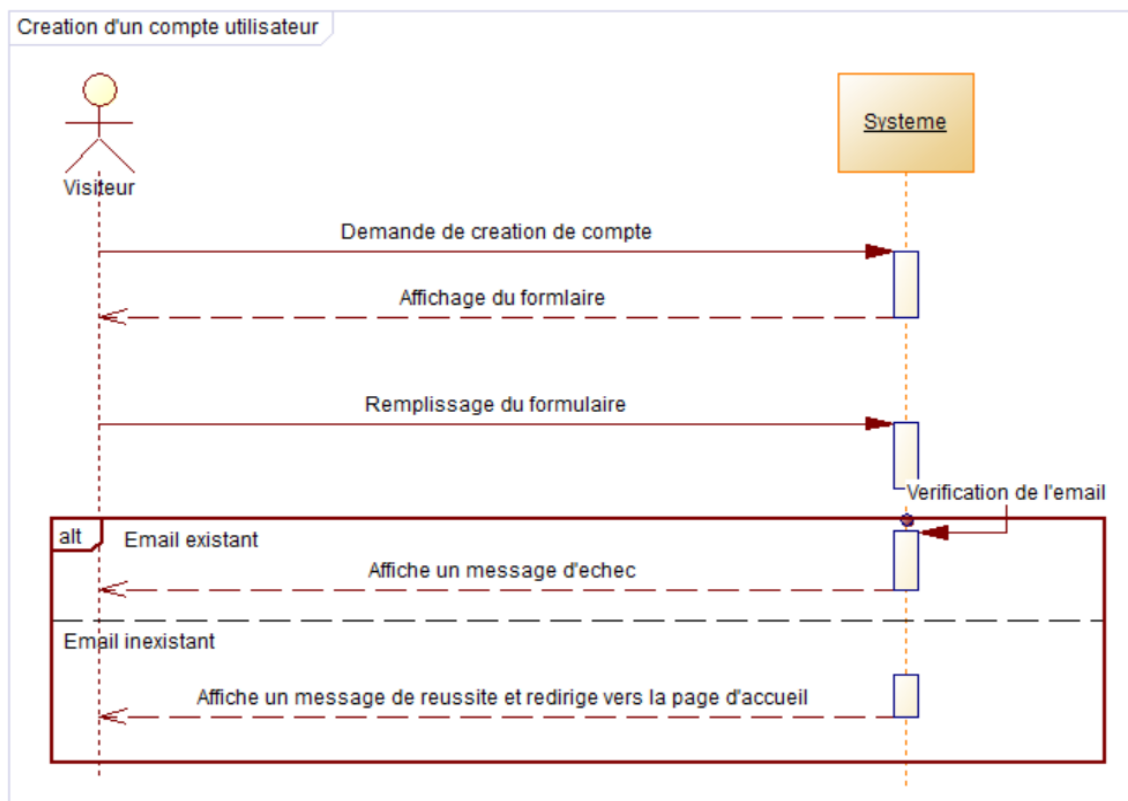 Creation d'un compte utilisateur
Systeme
Visiteur
Demande de creation de compte
Affichage du formlaire
Remplissage du formulaire
Verification de l'email
alt
Email existant
Affiche un message d'echec
Email inexistant
Affiche un message de reussite et redirige vers la page d'accueil